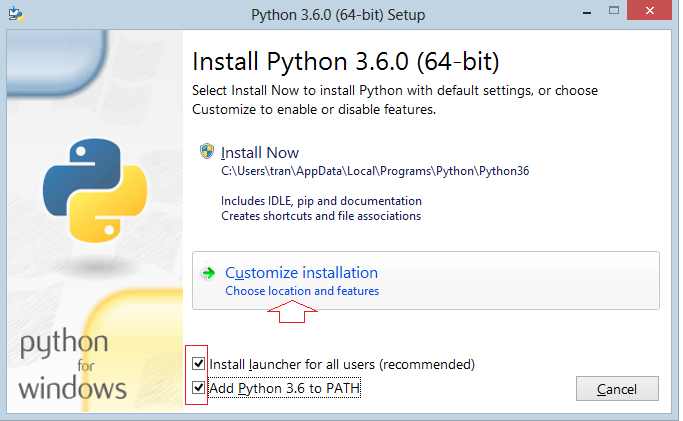 Python 3.6.0 (64-bit) Setup
Install Python 3.6.0 (64-bit)
Select Install Now to install Python with default settings, or choose
Customize to enable or disable features.
Install Now
C:\Users\tran\AppData\Local\Programs\Python\Python36
Includes IDLE, pip and documentation
Creates shortcuts and file associations
Customize installation
Choose location and features
python
for
windows
Install launcher for all users (recommended)
Add Python 3.6 to PATH
Cancel